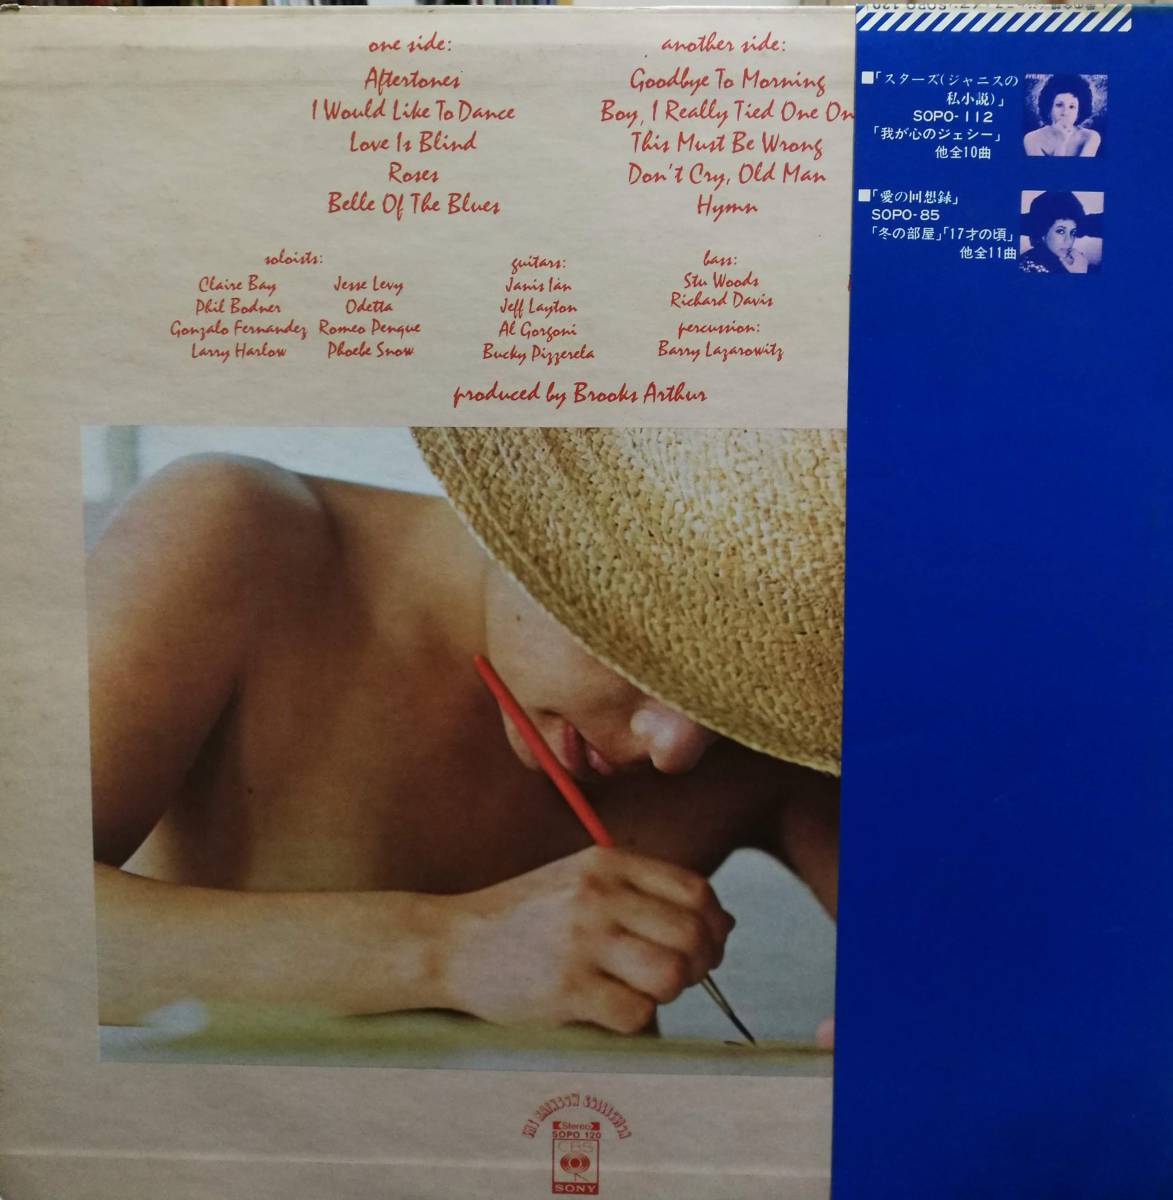 one side:
Aftertones
I Would Like To Dance
Love Is Blind
Roses
Belle Of The Blues
another side:
Goodbye To Morning
Boy, I Really Tied One On
This Must Be Wrong
Don't Cry, Old Man
Hymn
soloists:
Claire Bay
Phil Bodner
Gonzalo Fernandez
Larry Harlow
Jesse Levy
Odetta
Romeo Penque
Phoebe Snow
guitars:
Janis Ian
Jeff Layton
Al Gorgoni
Bucky Pizzerela
bass:
Stu Woods
Richard Davis
percussion:
Barry Lazarowitz
produced by Brooks Arthur
■「スターズ(ジャニスの
私小説)」
SOPO-112
「我が心のジェシー」
他全10曲
■「愛の回想録」
SOPO-85
「冬の部屋」「17才の頃」
他全11曲
Stereo
SOPO 120
CBS
SONY